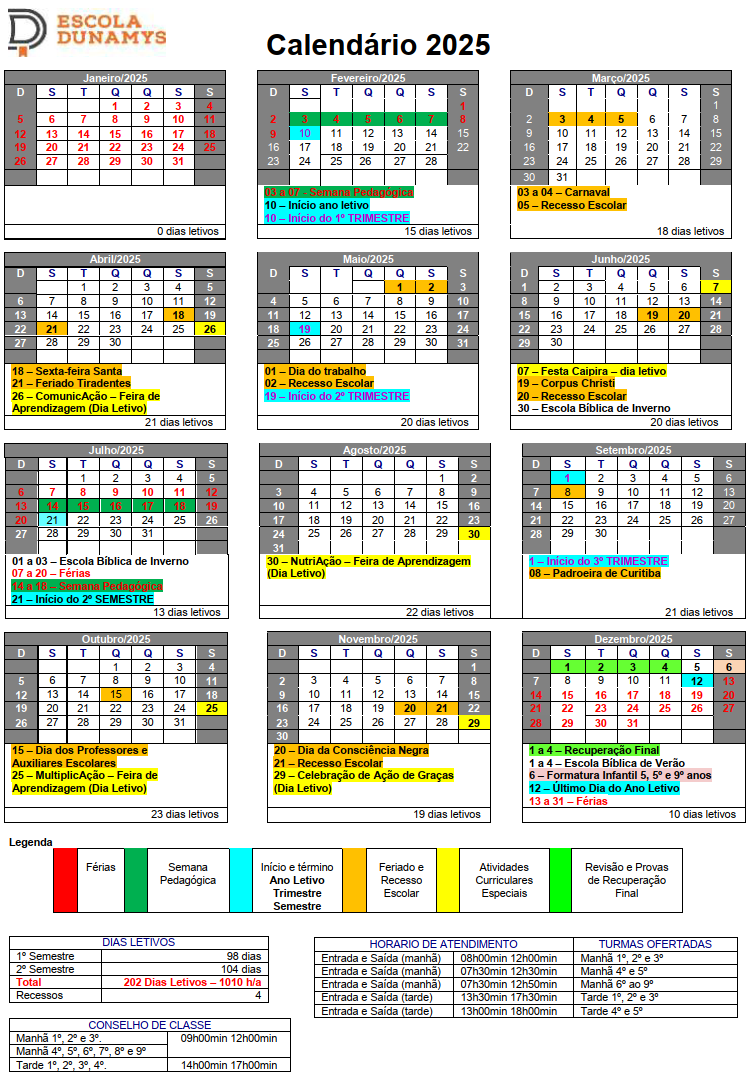 ESCOLA
DUNAMYS
Calendário 2025
Janeiro/2025
D S T Q Q S S
1 2 3 4
5 6 7 8 9 10 11
12 13 14 15 16 17 18
19 20 21 22 23 24 25
26 27 28 29 30 31
0 dias letivos
Fevereiro/2025
D S T Q Q S S
1
2 3 4 5 6 7 8
9 10 11 12 13 14 15
16 17 18 19 20 21 22
23 24 25 26 27 28
03 a 07 - Semana Pedagógica
10 – Início ano letivo
10 – Início do 1º TRIMESTRE
15 dias letivos
Março/2025
D S T Q Q S S
1
2 3 4 5 6 7 8
9 10 11 12 13 14 15
16 17 18 19 20 21 22
23 24 25 26 27 28 29
30 31
03 a 04 – Carnaval
05 – Recesso Escolar
18 dias letivos
Abril/2025
D S T Q Q S S
1 2 3 4 5
6 7 8 9 10 11 12
13 14 15 16 17 18 19
22 21 22 23 24 25 26
27 28 29 30
18 – Sexta-feira Santa
21 – Feriado Tiradentes
26 – ComunicAção – Feira de
Aprendizagem (Dia Letivo)
21 dias letivos
Maio/2025
D S T Q Q S S
1 2 3
4 5 6 7 8 9 10
11 12 13 14 15 16 17
18 19 20 21 22 23 24
25 26 27 28 29 30 31
01 – Dia do trabalho
02 – Recesso Escolar
19 – Início do 2º TRIMESTRE
20 dias letivos
Junho/2025
D S T Q Q S S
1 2 3 4 5 6 7
8 9 10 11 12 13 14
15 16 17 18 19 20 21
22 23 24 25 26 27 28
29 30
07 – Festa Caipira – dia letivo
19 – Corpus Christi
20 – Recesso Escolar
30 – Escola Bíblica de Inverno
20 dias letivos
Julho/2025
D S T Q Q S S
1 2 3 4 5
6 7 8 9 10 11 12
13 14 15 16 17 18 19
20 21 22 23 24 25 26
27 28 29 30 31
01 a 03 – Escola Bíblica de Inverno
07 a 20 – Férias
14 a 18 – Semana Pedagógica
21 – Início do 2º SEMESTRE
13 dias letivos
Agosto/2025
D S T Q Q S S
1 2
3 4 5 6 7 8 9
10 11 12 13 14 15 16
17 18 19 20 21 22 23
24 25 26 27 28 29 30
31
30 – NutriAção – Feira de Aprendizagem
(Dia Letivo)
22 dias letivos
Setembro/2025
D S T Q Q S S
1 2 3 4 5 6
7 8 9 10 11 12 13
14 15 16 17 18 19 20
21 22 23 24 25 26 27
28 29 30
1 – Início do 3º TRIMESTRE
08 – Padroeira de Curitiba
21 dias letivos
Outubro/2025
D S T Q Q S S
1 2 3 4
5 6 7 8 9 10 11
12 13 14 15 16 17 18
19 20 21 22 23 24 25
26 27 28 29 30 31
15 – Dia dos Professores e
Auxiliares Escolares
25 – MultiplicAção – Feira de
Aprendizagem (Dia Letivo)
23 dias letivos
Novembro/2025
D S T Q Q S S
1
2 3 4 5 6 7 8
9 10 11 12 13 14 15
16 17 18 19 20 21 22
23 24 25 26 27 28 29
30
20 – Dia da Consciência Negra
21 – Recesso Escolar
29 – Celebração de Ação de Graças
(Dia Letivo)
19 dias letivos
Dezembro/2025
D S T Q Q S S
1 2 3 4 5 6
7 8 9 10 11 12 13
14 15 16 17 18 19 20
21 22 23 24 25 26 27
28 29 30 31
1 a 4 – Recuperação Final
1 a 4 – Escola Bíblica de Verão
6 – Formatura Infantil 5, 5º e 9º anos
12 – Último Dia do Ano Letivo
13 a 31 – Férias
10 dias letivos
Legenda
Férias
Semana
Pedagógica
Início e término
Ano Letivo
Trimestre
Semestre
Feriado e
Recesso
Escolar
Atividades
Curriculares
Especiais
Revisão e Provas
de Recuperação
Final
DIAS LETIVOS
1º Semestre 98 dias
2º Semestre 104 dias
Total 202 Dias Letivos – 1010 h/a
Recessos 4
HORARIO DE ATENDIMENTO TURMAS OFERTADAS
Entrada e Saída (manhã) 08h00min 12h00min Manhã 1º, 2º e 3º
Entrada e Saída (manhã) 07h30min 12h30min Manhã 4º e 5º
Entrada e Saída (manhã) 07h30min 12h50min Manhã 6º ao 9º
Entrada e Saída (tarde) 13h30min 17h30min Tarde 1º, 2º e 3º
Entrada e Saída (tarde) 13h00min 18h00min Tarde 4º e 5º
CONSELHO DE CLASSE
Manhã 1º, 2º e 3º. 09h00min 12h00min
Manhã 4º, 5º, 6º, 7º, 8º e 9º
Tarde 1º, 2º, 3º, 4º. 14h00min 17h00min